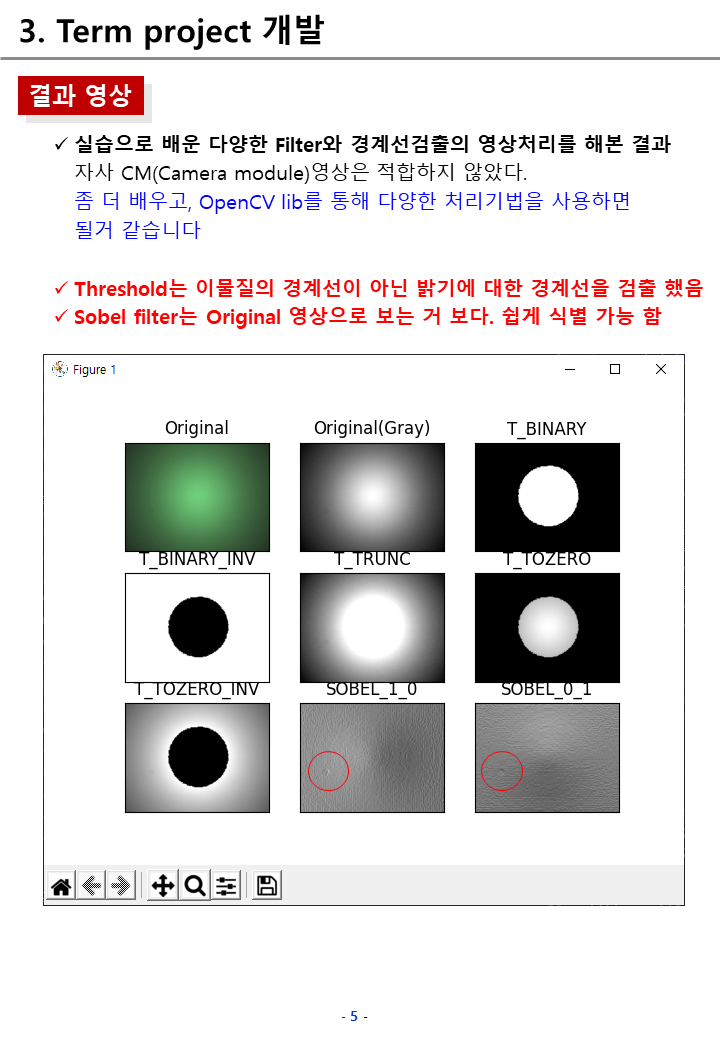 3. Term project 개발
결과 영상
✓ 실습으로 배운 다양한 Filter와 경계선검출의 영상처리를 해본 결과
자사 CM(Camera module)영상은 적합하지 않았다.
좀 더 배우고, OpenCV lib를 통해 다양한 처리기법을 사용하면
될거 같습니다
✓ Threshold는 이물질의 경계선이 아닌 밝기에 대한 경계선을 검출 했음
✓ Sobel filter는 Original 영상으로 보는 거 보다. 쉽게 식별 가능 함
Figure 1
Original Original(Gray) T_BINARY
T_BINARY_INV T_TRUNC T_TOZERO
T_TOZERO_INV SOBEL_1_0 SOBEL_0_1
- 5 -